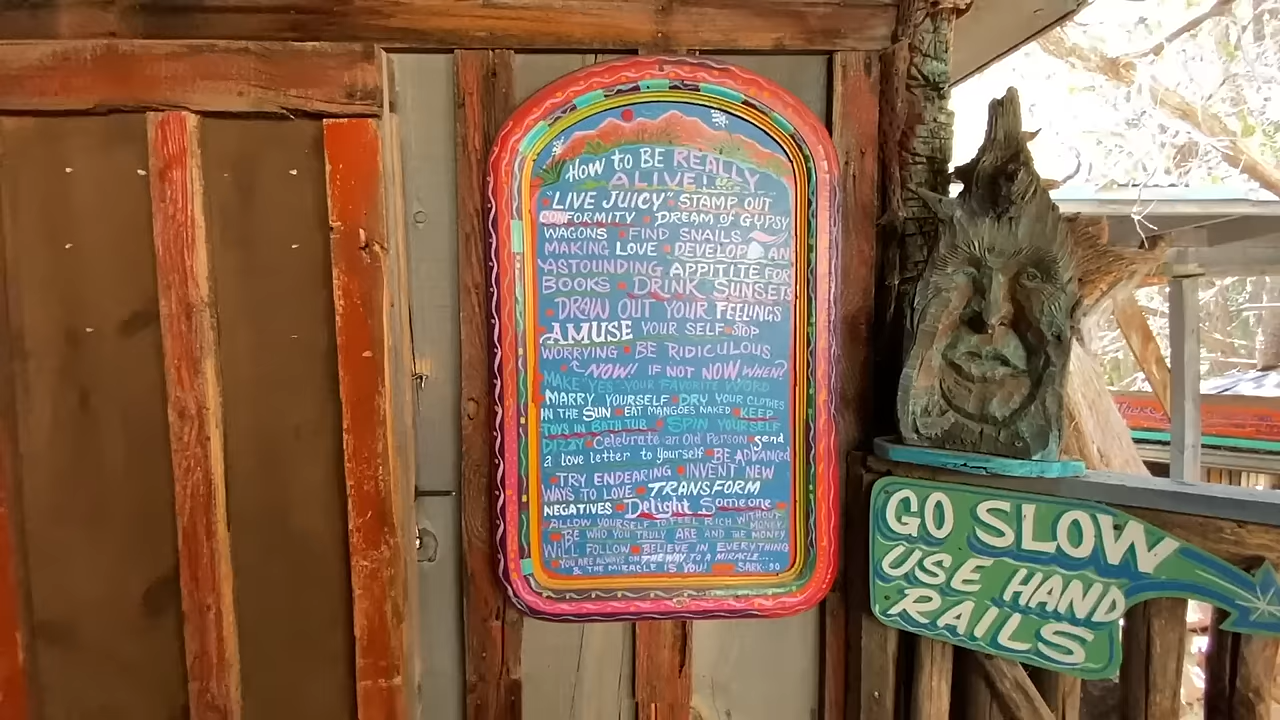 HOW to BE REALLY
ALIVE!
"LIVE JUICY" • STAMP OUT
CONFORMITY • DREAM of GYPSY
WAGONS • FIND SNAILS
MAKING LOVE • DEVELOP AN
ASTOUNDING APPITITE FOR
BOOKS • DRINK SUNSETS
• DRAW OUT YOUR FEELINGS
AMUSE YOUR SELF • STOP
WORRYING • BE RIDICULOUS
NOW! IF NOT NOW WHEN?
MAKE "YES" YOUR FAVORITE WORD
MARRY YOURSELF • DRY YOUR CLOTHES
IN THE SUN • EAT MANGOES NAKED • KEEP
TOYS IN BATH TUB • SPIN YOURSELF
DIZZY • Celebrate an Old Person • Send
a love letter to yourself • BE ADVANCED
• TRY ENDEARING • INVENT NEW
WAYS TO LOVE • TRANSFORM
NEGATIVES • Delight Someone
ALLOW YOURSELF TO FEEL RICH WITHOUT MONEY
• BE WHO YOU TRULY ARE AND THE MONEY
WILL FOLLOW • BELIEVE IN EVERYTHING
• YOU ARE ALWAYS ON THE WAY TO A MIRACLE....
& THE MIRACLE IS YOU! SARK-90
GO SLOW
USE HAND
RAILS